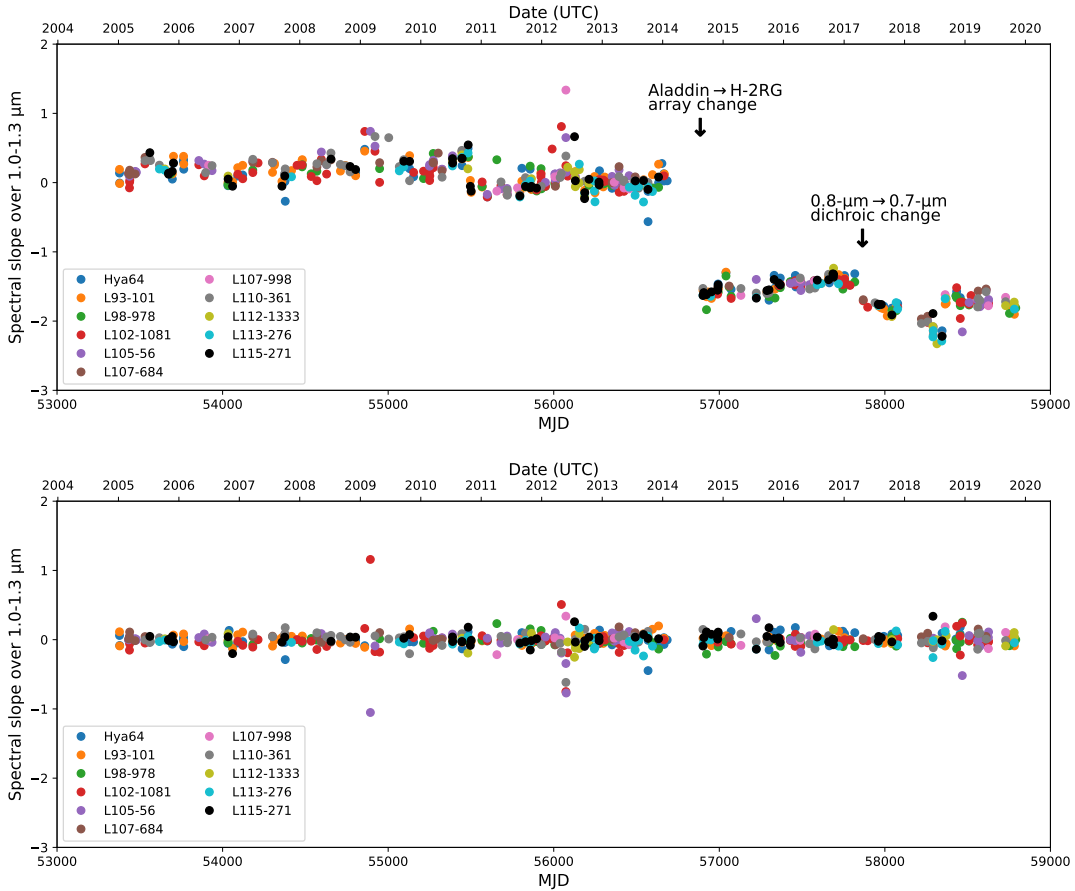 Date (UTC)
2004 2005 2006 2007 2008 2009 2010 2011 2012 2013 2014 2015 2016 2017 2018 2019 2020
Spectral slope over 1.0-1.3 μm
2
1
0
−1
−2
−3
Aladdin→H-2RG
array change
0.8-μm→0.7-μm
dichroic change
Hya64
L93-101
L98-978
L102-1081
L105-56
L107-684
L107-998
L110-361
L112-1333
L113-276
L115-271
53000 54000 55000 56000 57000 58000 59000
MJD
Date (UTC)
2004 2005 2006 2007 2008 2009 2010 2011 2012 2013 2014 2015 2016 2017 2018 2019 2020
Spectral slope over 1.0-1.3 μm
2
1
0
−1
−2
−3
Hya64
L93-101
L98-978
L102-1081
L105-56
L107-684
L107-998
L110-361
L112-1333
L113-276
L115-271
53000 54000 55000 56000 57000 58000 59000
MJD